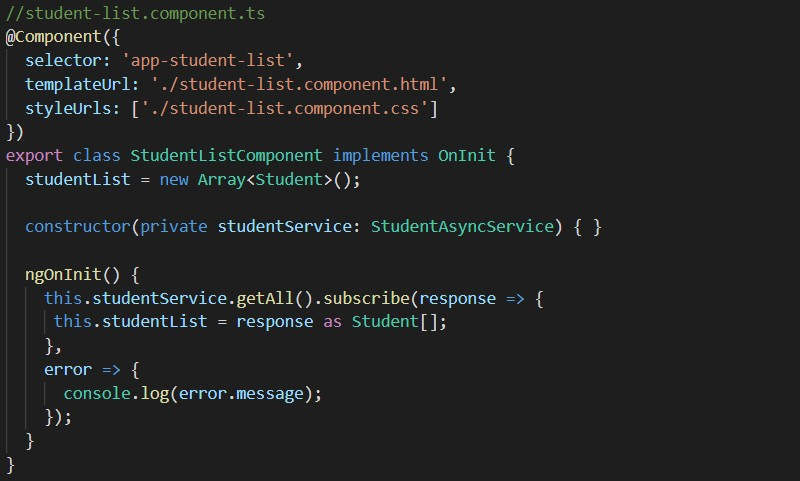 //student-list.component.ts
@Component({
  selector: 'app-student-list',
  templateUrl: './student-list.component.html',
  styleUrls: ['./student-list.component.css']
})
export class StudentListComponent implements OnInit {
  studentList = new Array<Student>();

  constructor(private studentService: StudentAsyncService) { }

  ngOnInit() {
    this.studentService.getAll().subscribe(response => {
     this.studentList = response as Student[];
    },
    error => {
      console.log(error.message);
    });
  }
}